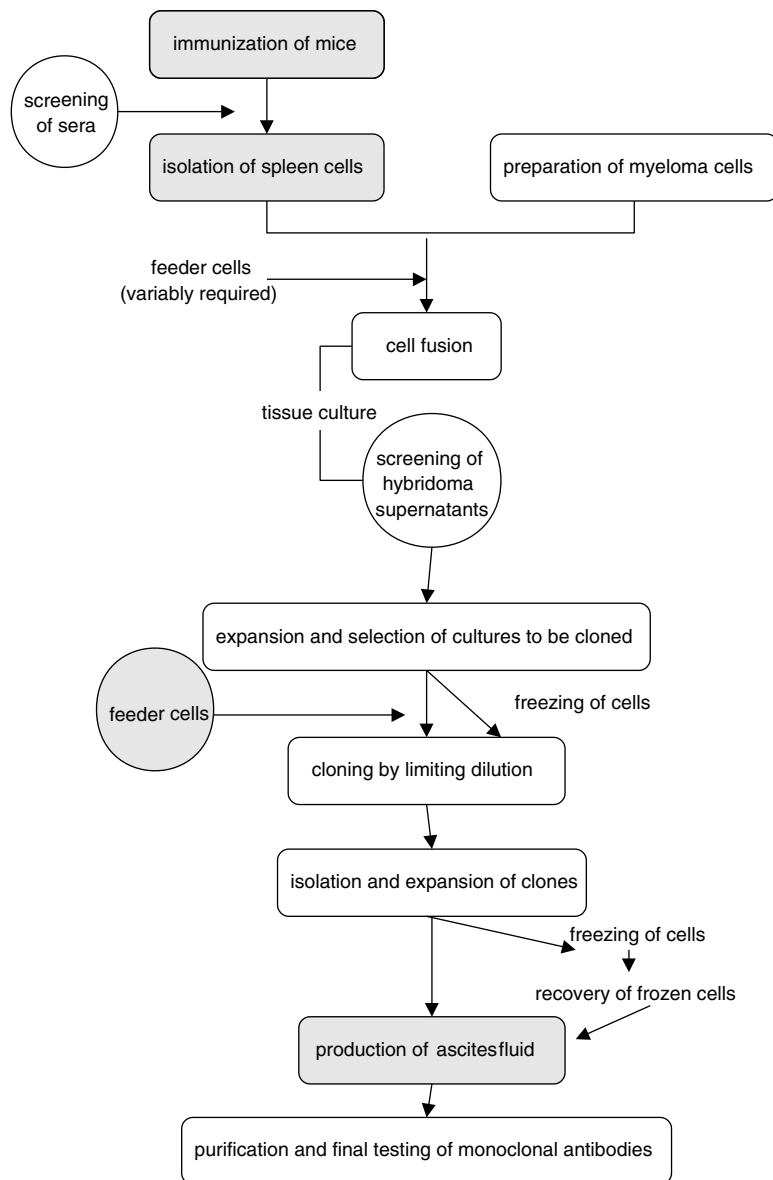 immunization of mice
screening
of sera
isolation of spleen cells
preparation of myeloma cells
feeder cells
(variably required)
cell fusion
tissue culture
screening of
hybridoma
supernatants
expansion and selection of cultures to be cloned
feeder cells
freezing of cells
cloning by limiting dilution
isolation and expansion of clones
freezing of cells
recovery of frozen cells
production of ascitesfluid
purification and final testing of monoclonal antibodies